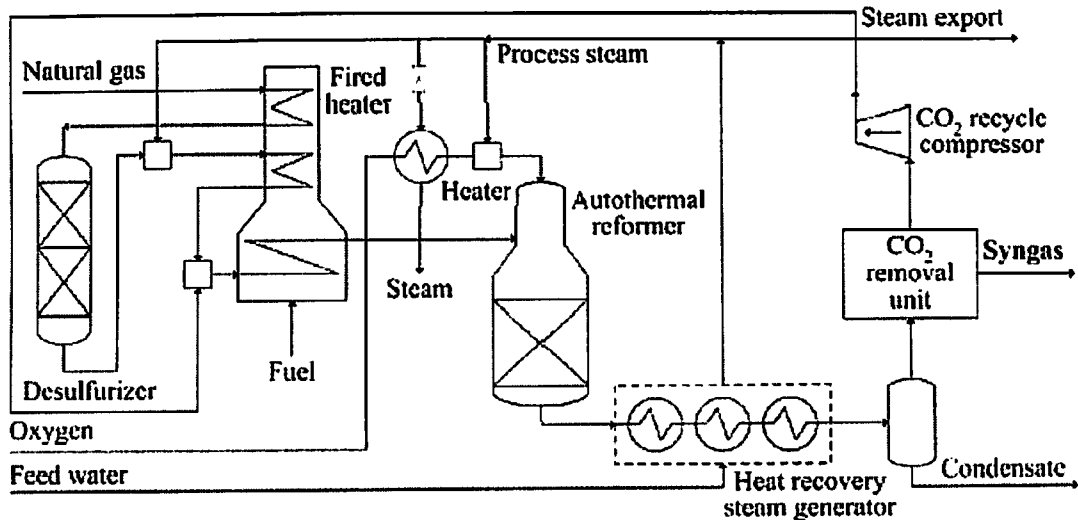 Steam export
Process steam
Natural gas
Fired
heater
CO2 recycle
compressor
Heater
Autothermal
reformer
CO2
removal
unit
Syngas
Steam
Fuel
Desulfurizer
Oxygen
Feed water
Heat recovery
steam generator
Condensate